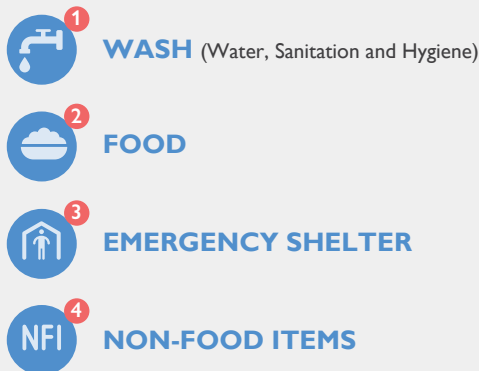 1
WASH (Water, Sanitation and Hygiene)
2
FOOD
3
EMERGENCY SHELTER
4
NFI NON-FOOD ITEMS